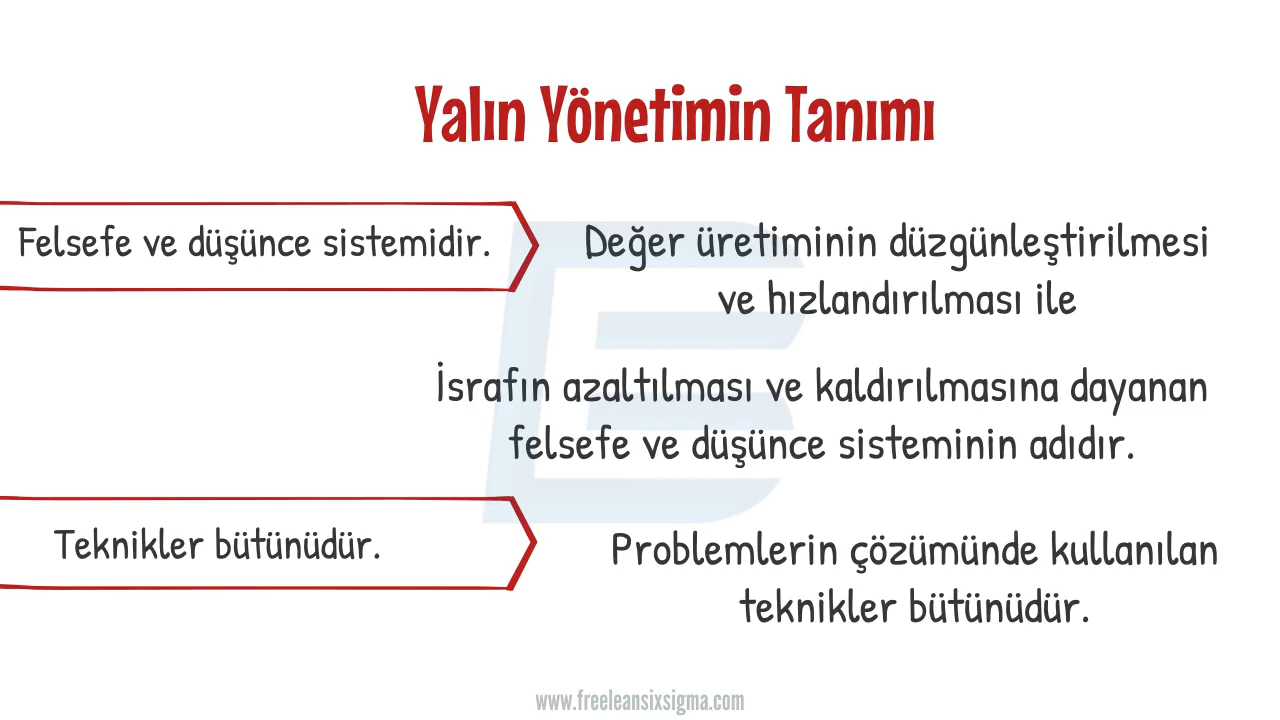 Yalın Yönetimin Tanımı
Felsefe ve düşünce sistemidir.
Değer üretiminin düzgünleştirilmesi
ve hızlandırılması ile
İsrafın azaltılması ve kaldırılmasına dayanan
felsefe ve düşünce sisteminin adıdır.
Teknikler bütünüdür.
Problemlerin çözümünde kullanılan
teknikler bütünüdür.
www.freeleansixsigma.com